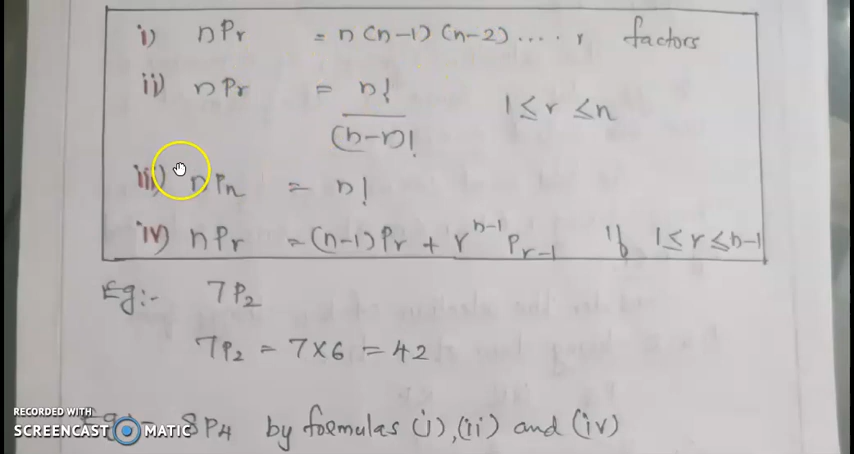 i) nPr = n (n-1) (n-2) .... r factors
ii) nPr = n! / (n-r)! 1 ≤ r ≤ n
iii) nPn = n!
iv) nPr = (n-1)Pr + r n-1Pr-1 if 1 ≤ r ≤ n-1
Eg:- 7P2
7P2 = 7×6 = 42
Eg:- 8P4 by formulas (i), (ii) and (iv)
RECORDED WITH
SCREENCAST MATIC